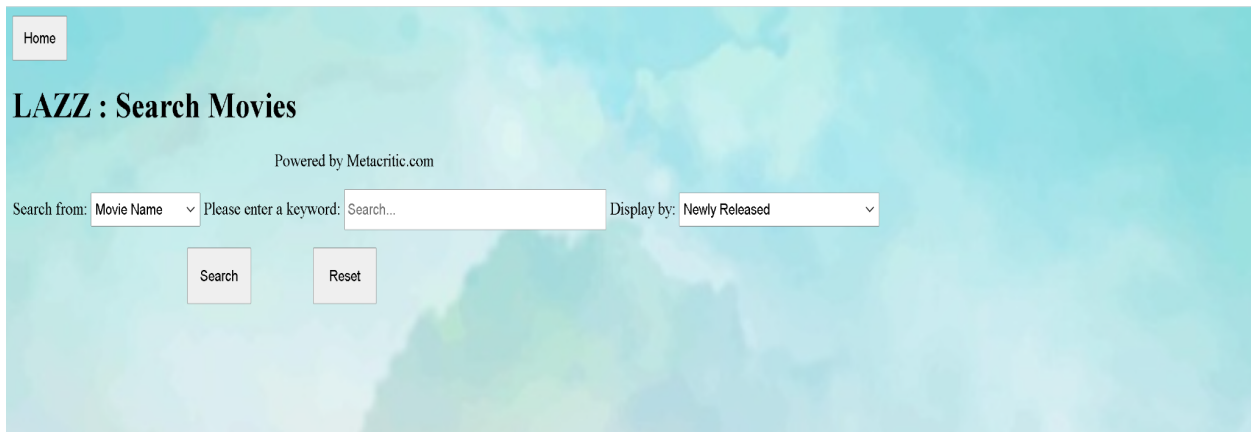 Home
LAZZ : Search Movies
Powered by Metacritic.com
Search from: Movie Name Please enter a keyword: Search... Display by: Newly Released
Search Reset